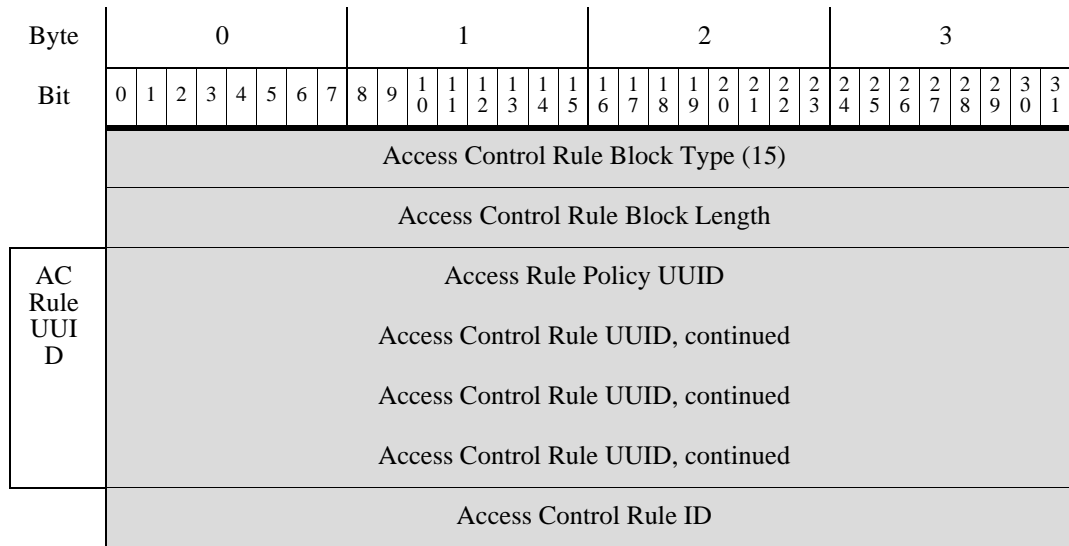 Byte 0 1 2 3
Bit 0 1 2 3 4 5 6 7 8 9 10 11 12 13 14 15 16 17 18 19 20 21 22 23 24 25 26 27 28 29 30 31
Access Control Rule Block Type (15)
Access Control Rule Block Length
AC
Rule
UUI
D
Access Rule Policy UUID
Access Control Rule UUID, continued
Access Control Rule UUID, continued
Access Control Rule UUID, continued
Access Control Rule ID